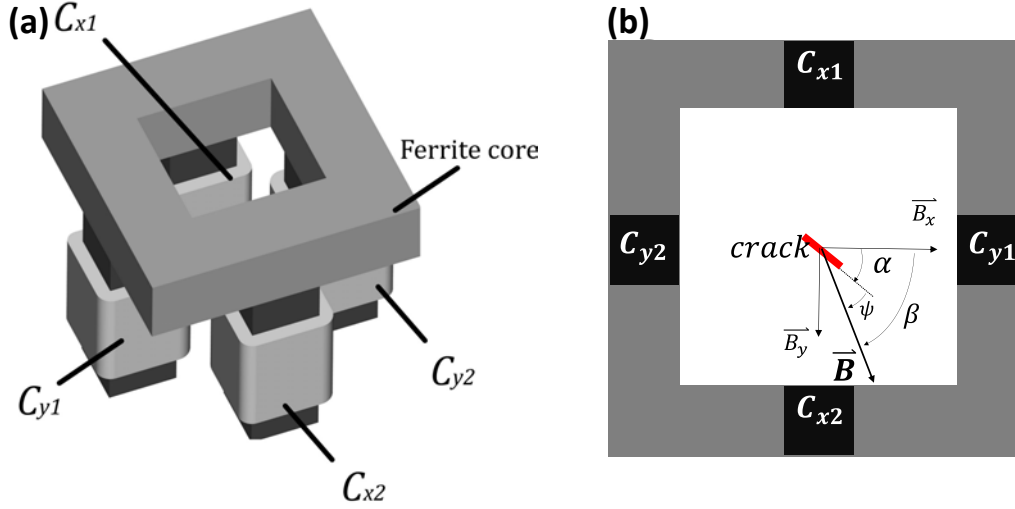 (a)
Cx1
Ferrite core
Cy1
Cy2
Cx2
(b)
Cx1
Cy2
Cy1
Cx2
crack
Bx
α
ψ
β
By
B